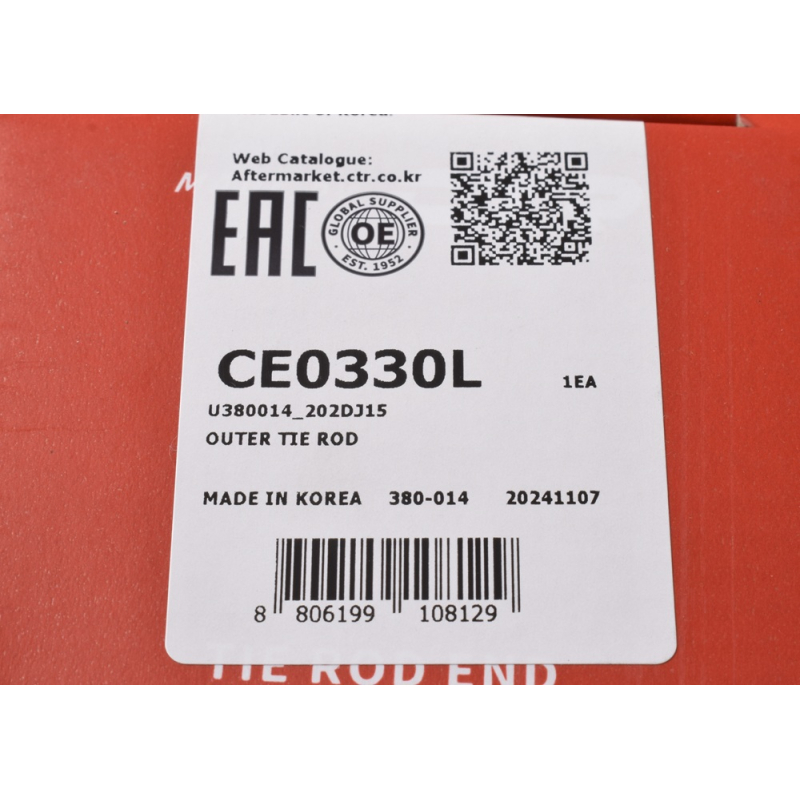 Web Catalogue:
Aftermarket.ctr.co.kr
EAC
GLOBAL SUPPLIER
OE
EST. 1952
CE0330L
1EA
U380014_202DJ15
OUTER TIE ROD
MADE IN KOREA 380-014 20241107
8 806199 108129
TIE ROD END